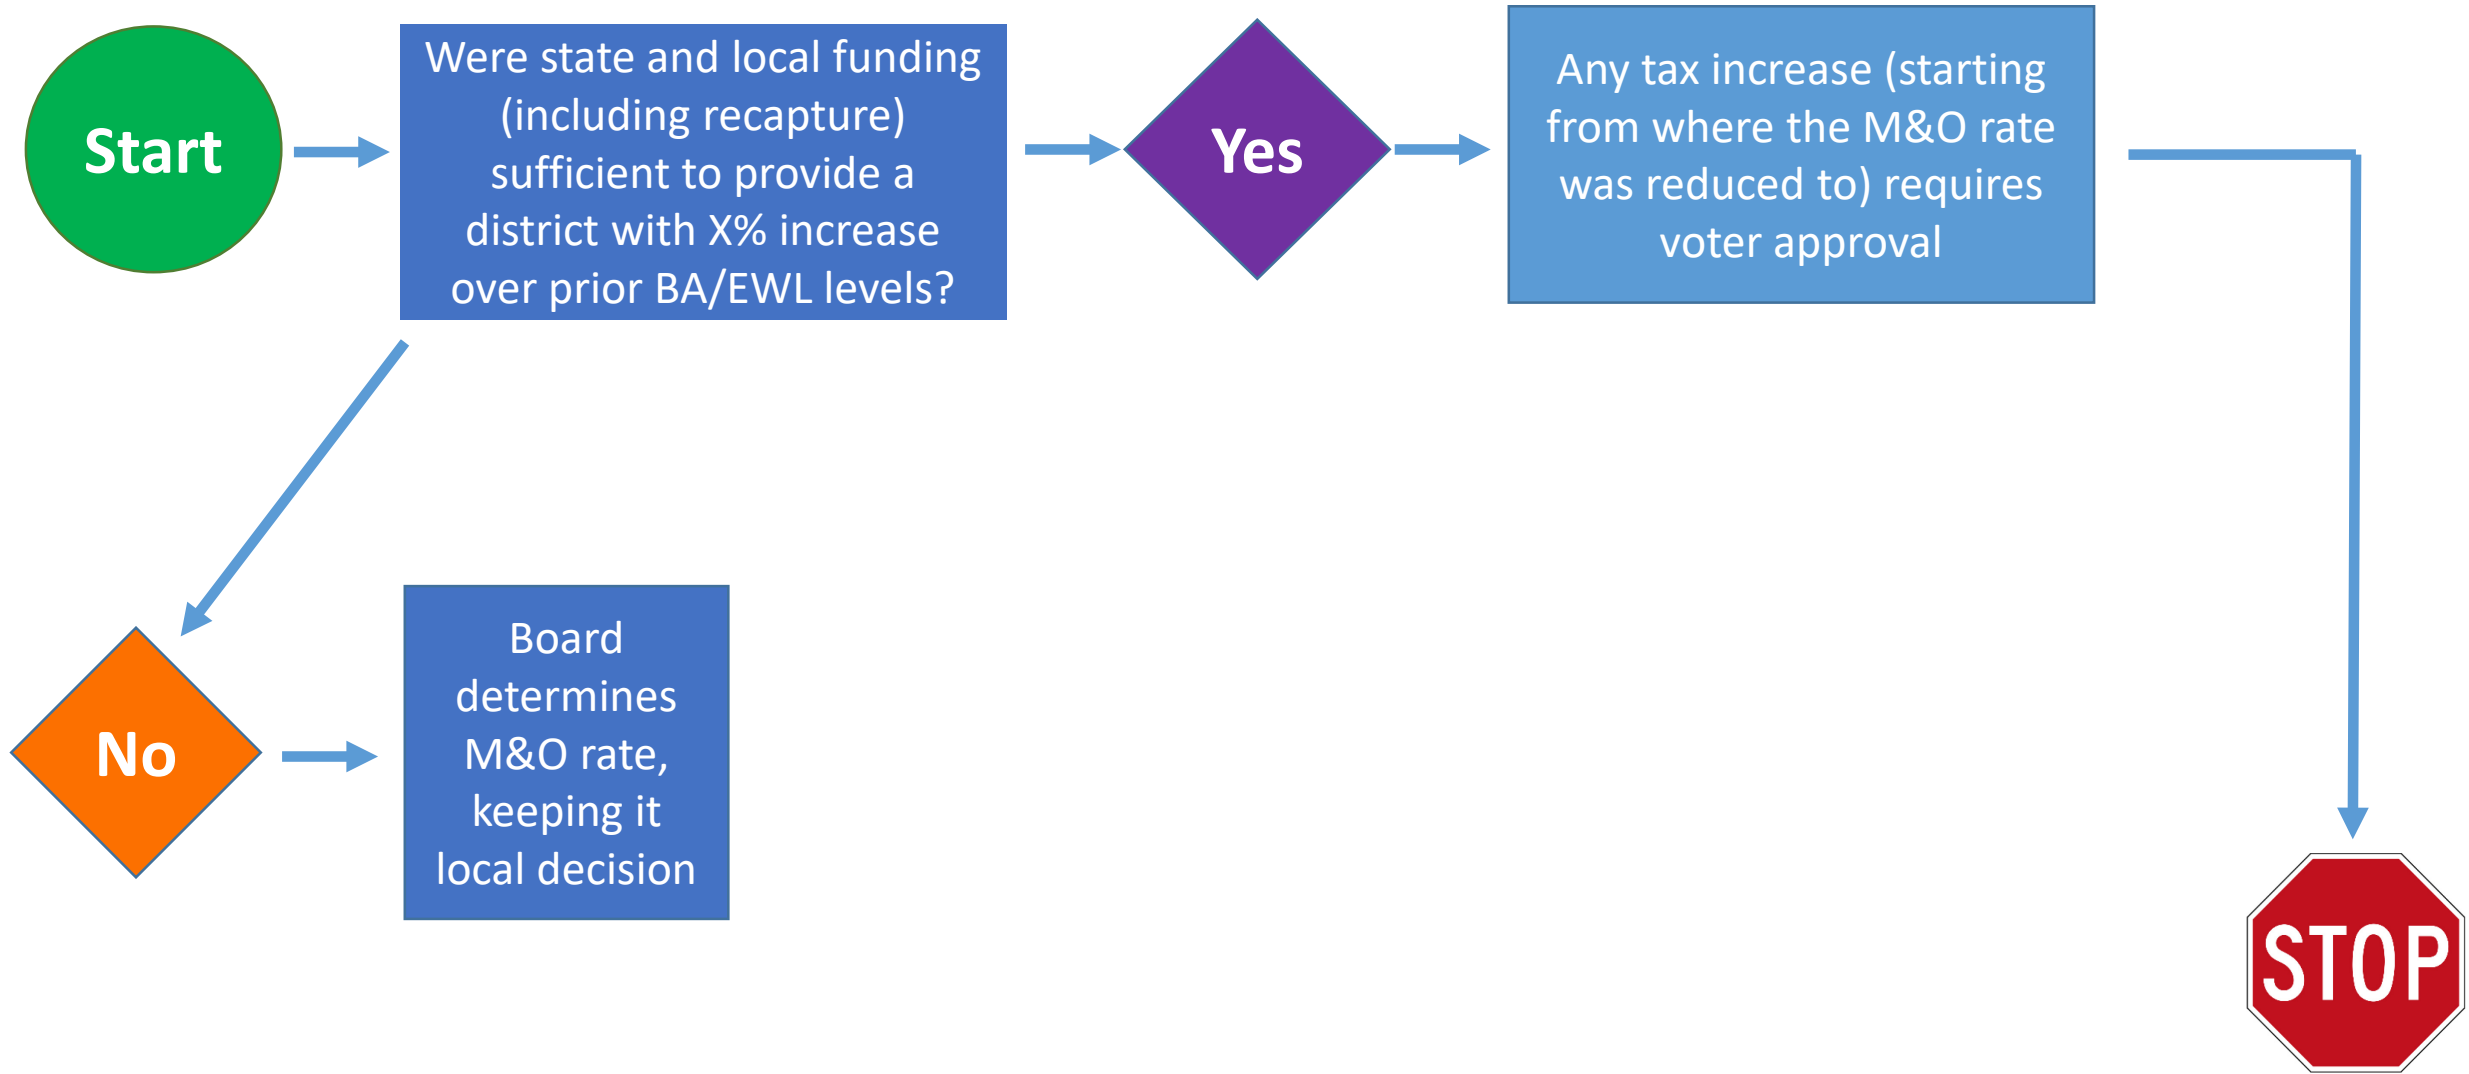 Start
Were state and local funding
(including recapture)
sufficient to provide a
district with X% increase
over prior BA/EWL levels?
Yes
Any tax increase (starting
from where the M&O rate
was reduced to) requires
voter approval
No
Board
determines
M&O rate,
keeping it
local decision
STOP